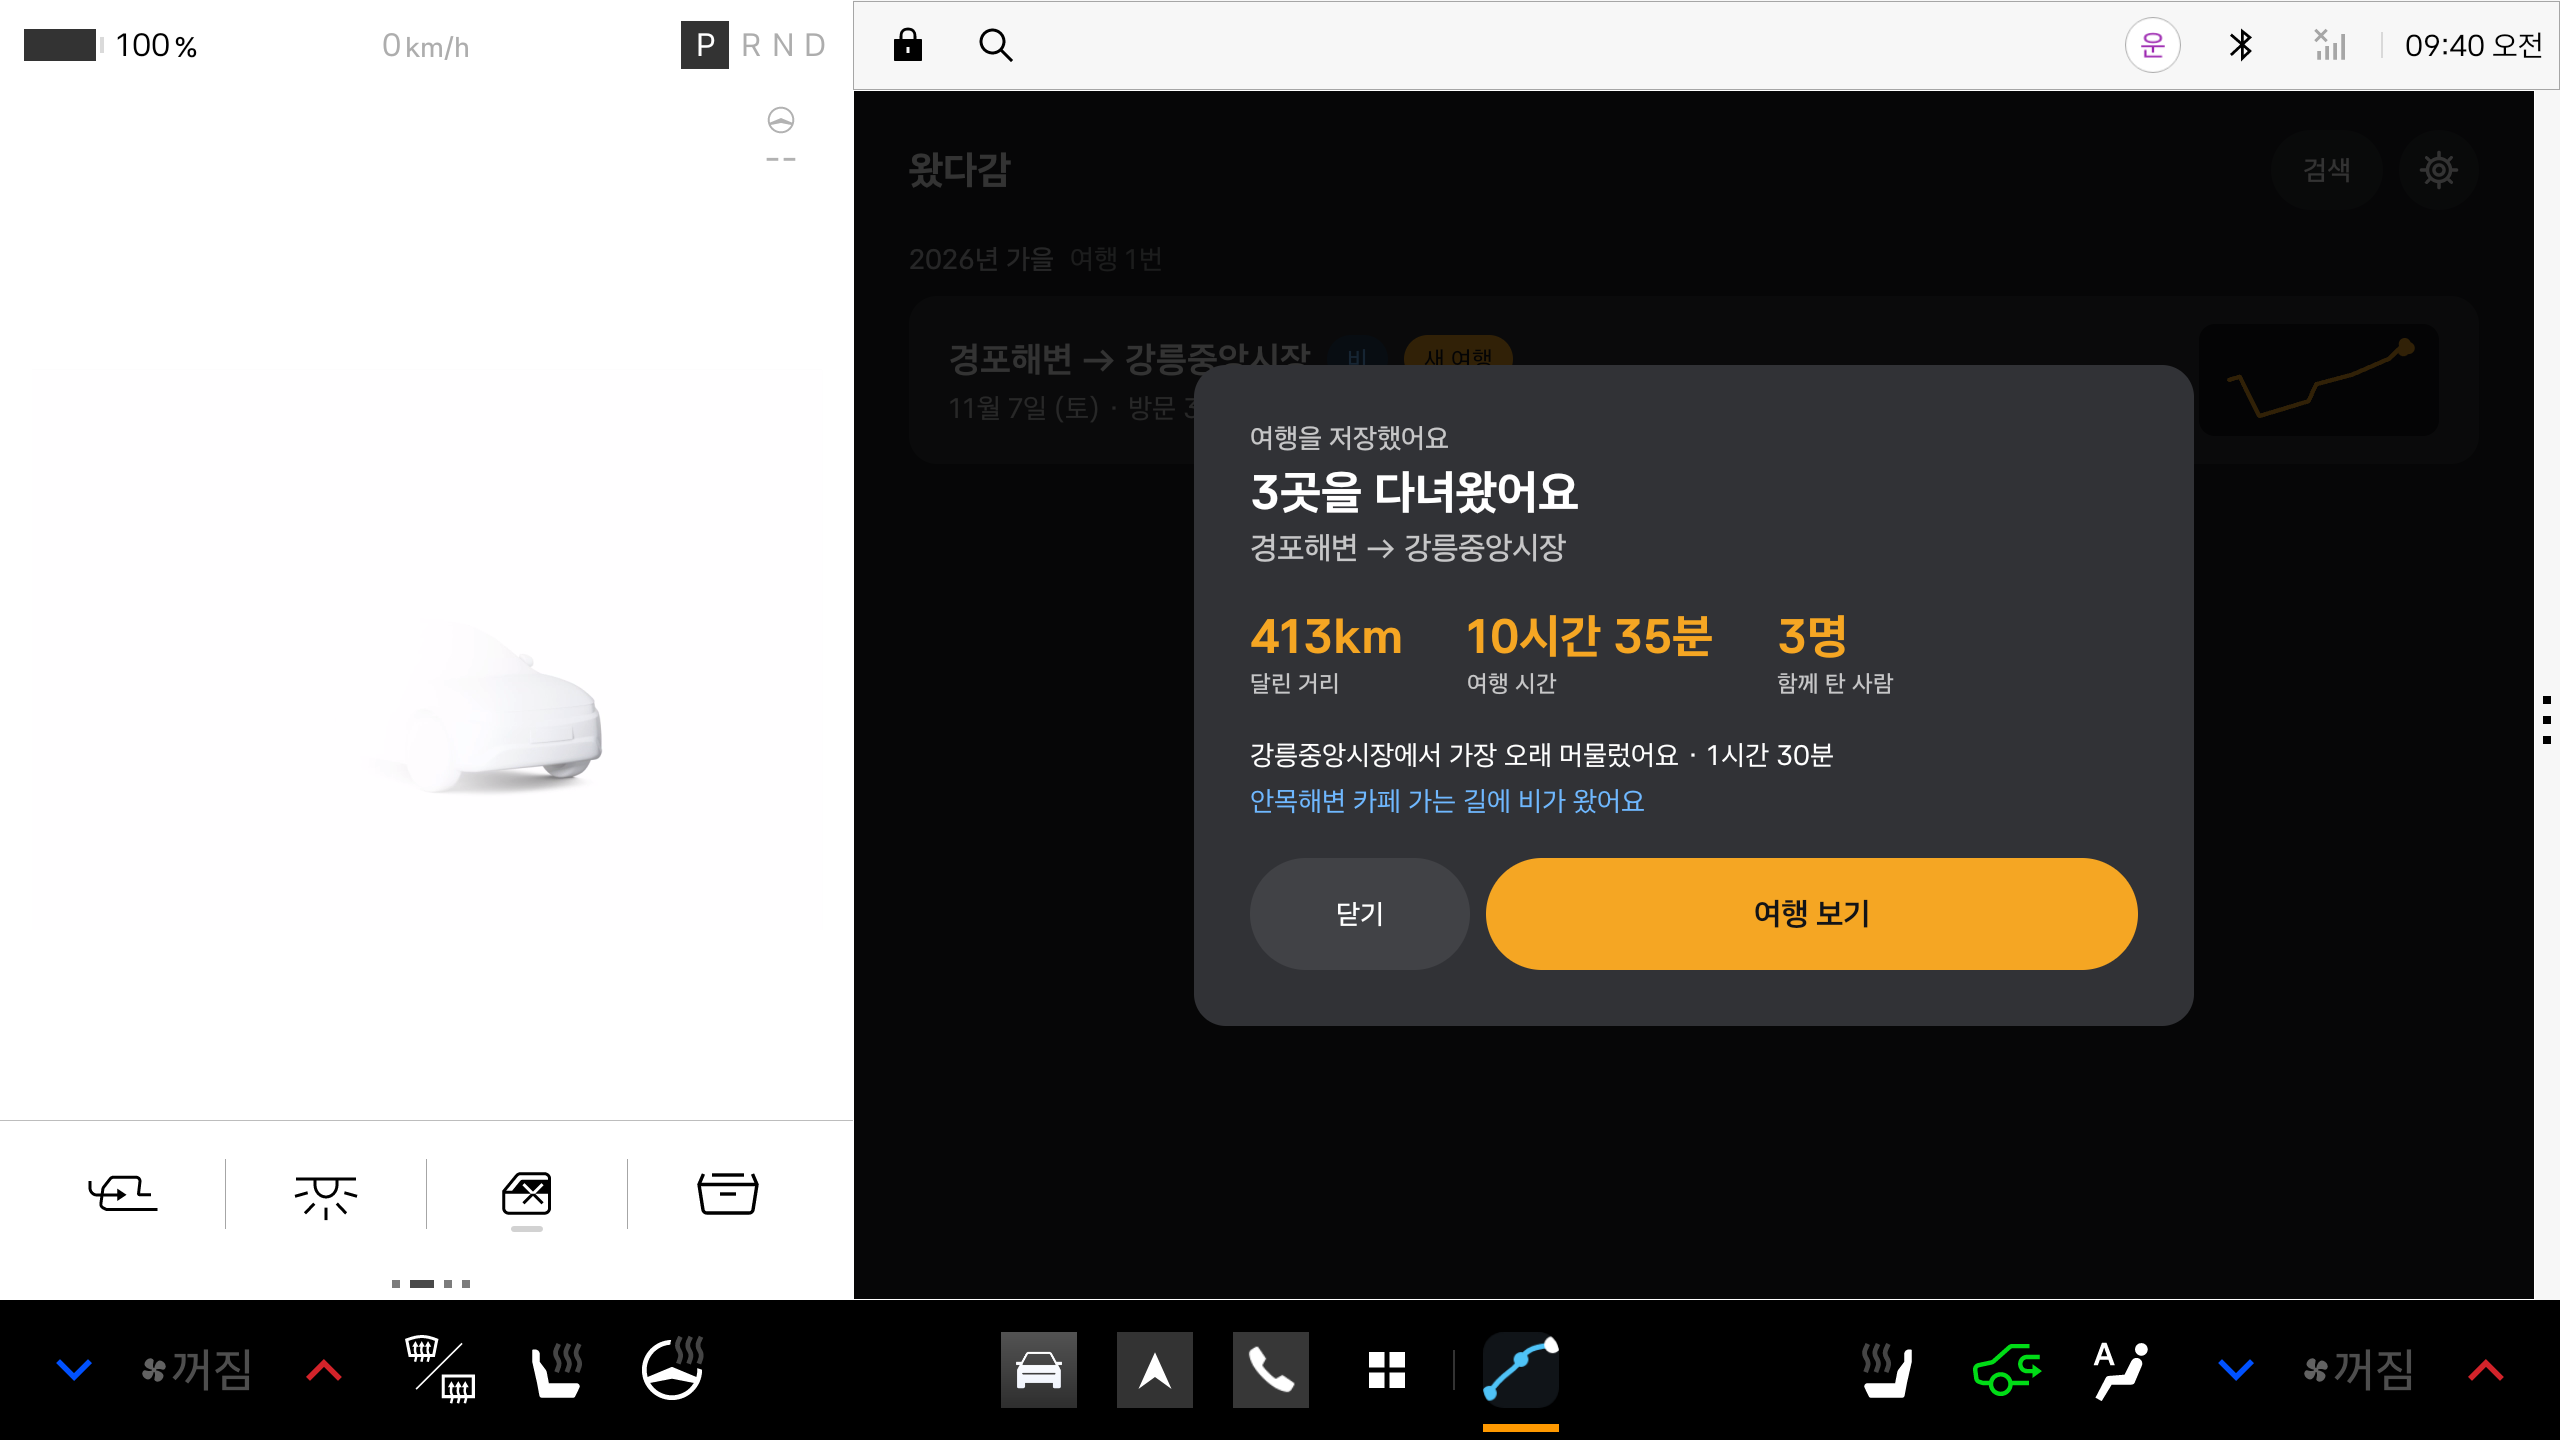 100%
0 km/h
P R N D
운
09:40 오전
왔다감
검색
2026년 가을 여행 1번
경포해변 → 강릉중앙시장 비 새 여행
11월 7일 (토) · 방문 3
여행을 저장했어요
3곳을 다녀왔어요
경포해변 → 강릉중앙시장
413km 10시간 35분 3명
달린 거리 여행 시간 함께 탄 사람
강릉중앙시장에서 가장 오래 머물렀어요 · 1시간 30분
안목해변 카페 가는 길에 비가 왔어요
닫기 여행 보기
꺼짐 A 꺼짐